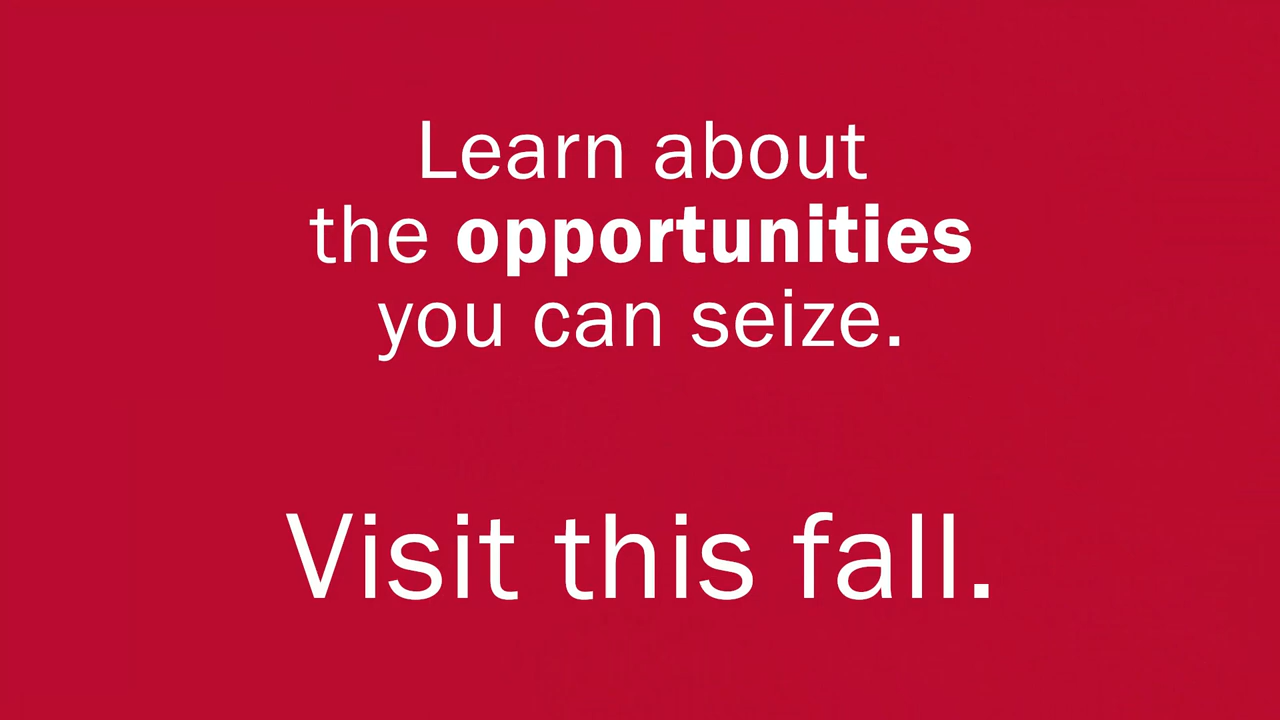 Learn about
the opportunities
you can seize.
Visit this fall.